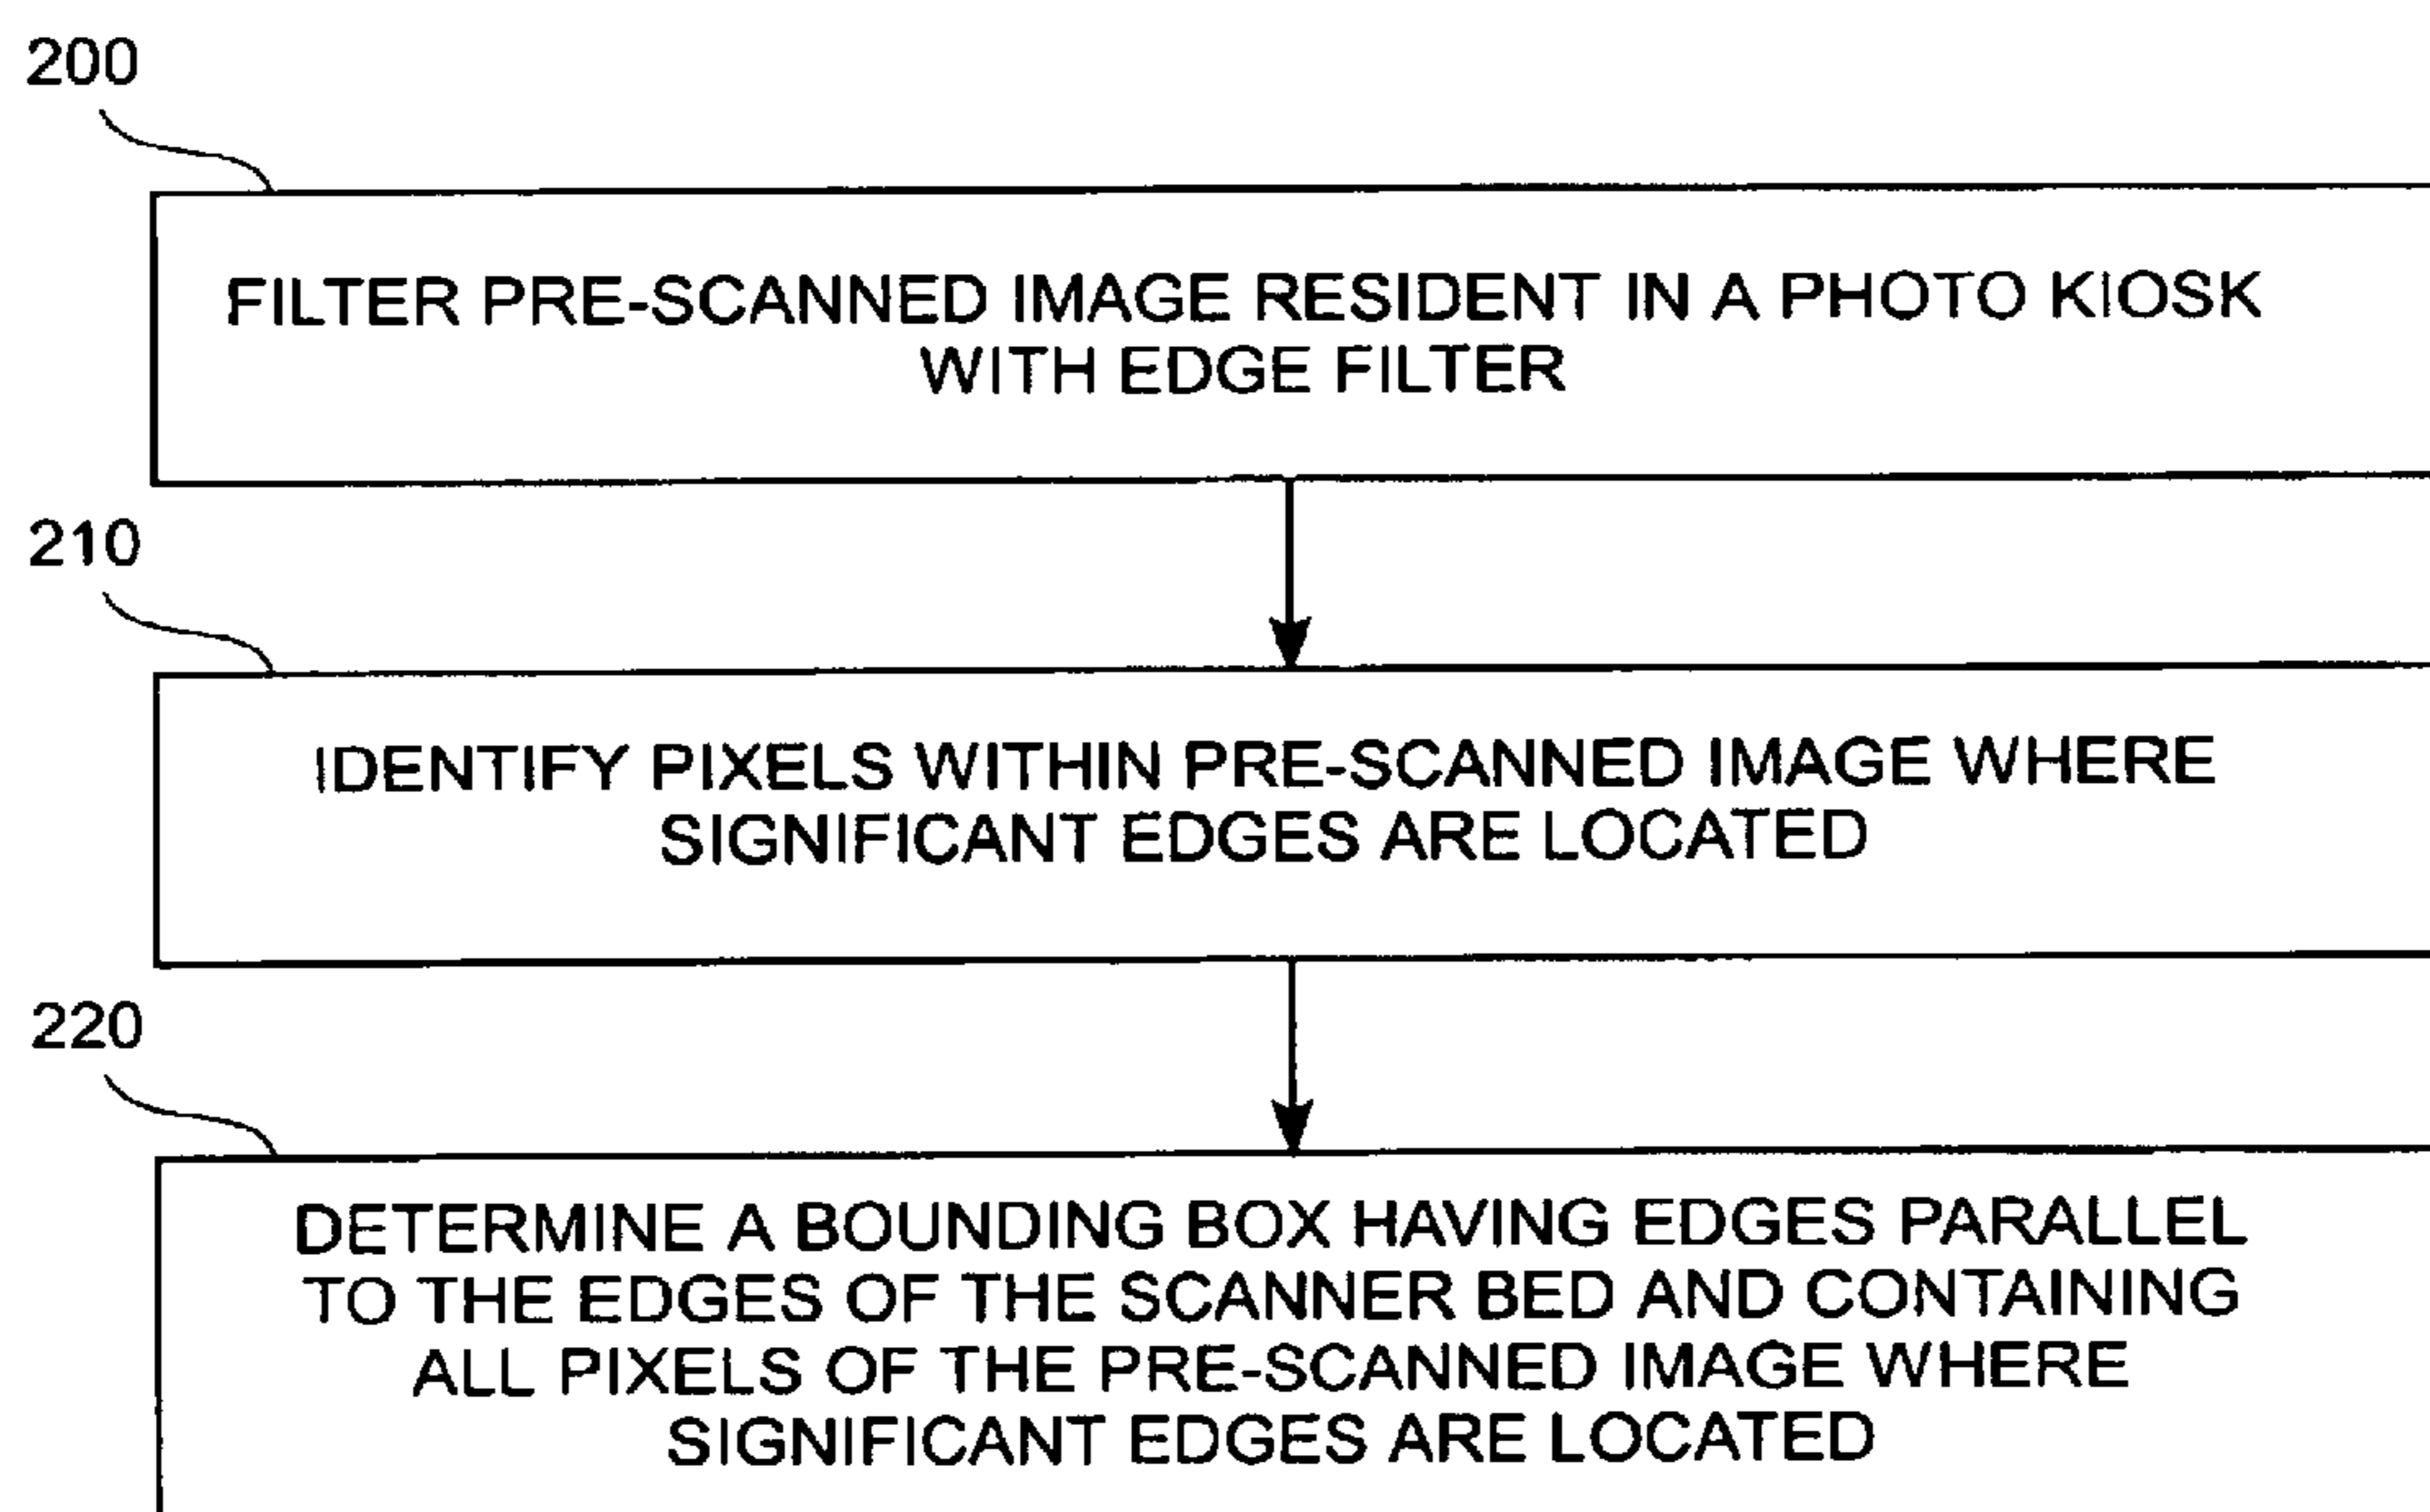 200
FILTER PRE-SCANNED IMAGE RESIDENT IN A PHOTO KIOSK
WITH EDGE FILTER
210
IDENTIFY PIXELS WITHIN PRE-SCANNED IMAGE WHERE
SIGNIFICANT EDGES ARE LOCATED
220
DETERMINE A BOUNDING BOX HAVING EDGES PARALLEL
TO THE EDGES OF THE SCANNER BED AND CONTAINING
ALL PIXELS OF THE PRE-SCANNED IMAGE WHERE
SIGNIFICANT EDGES ARE LOCATED